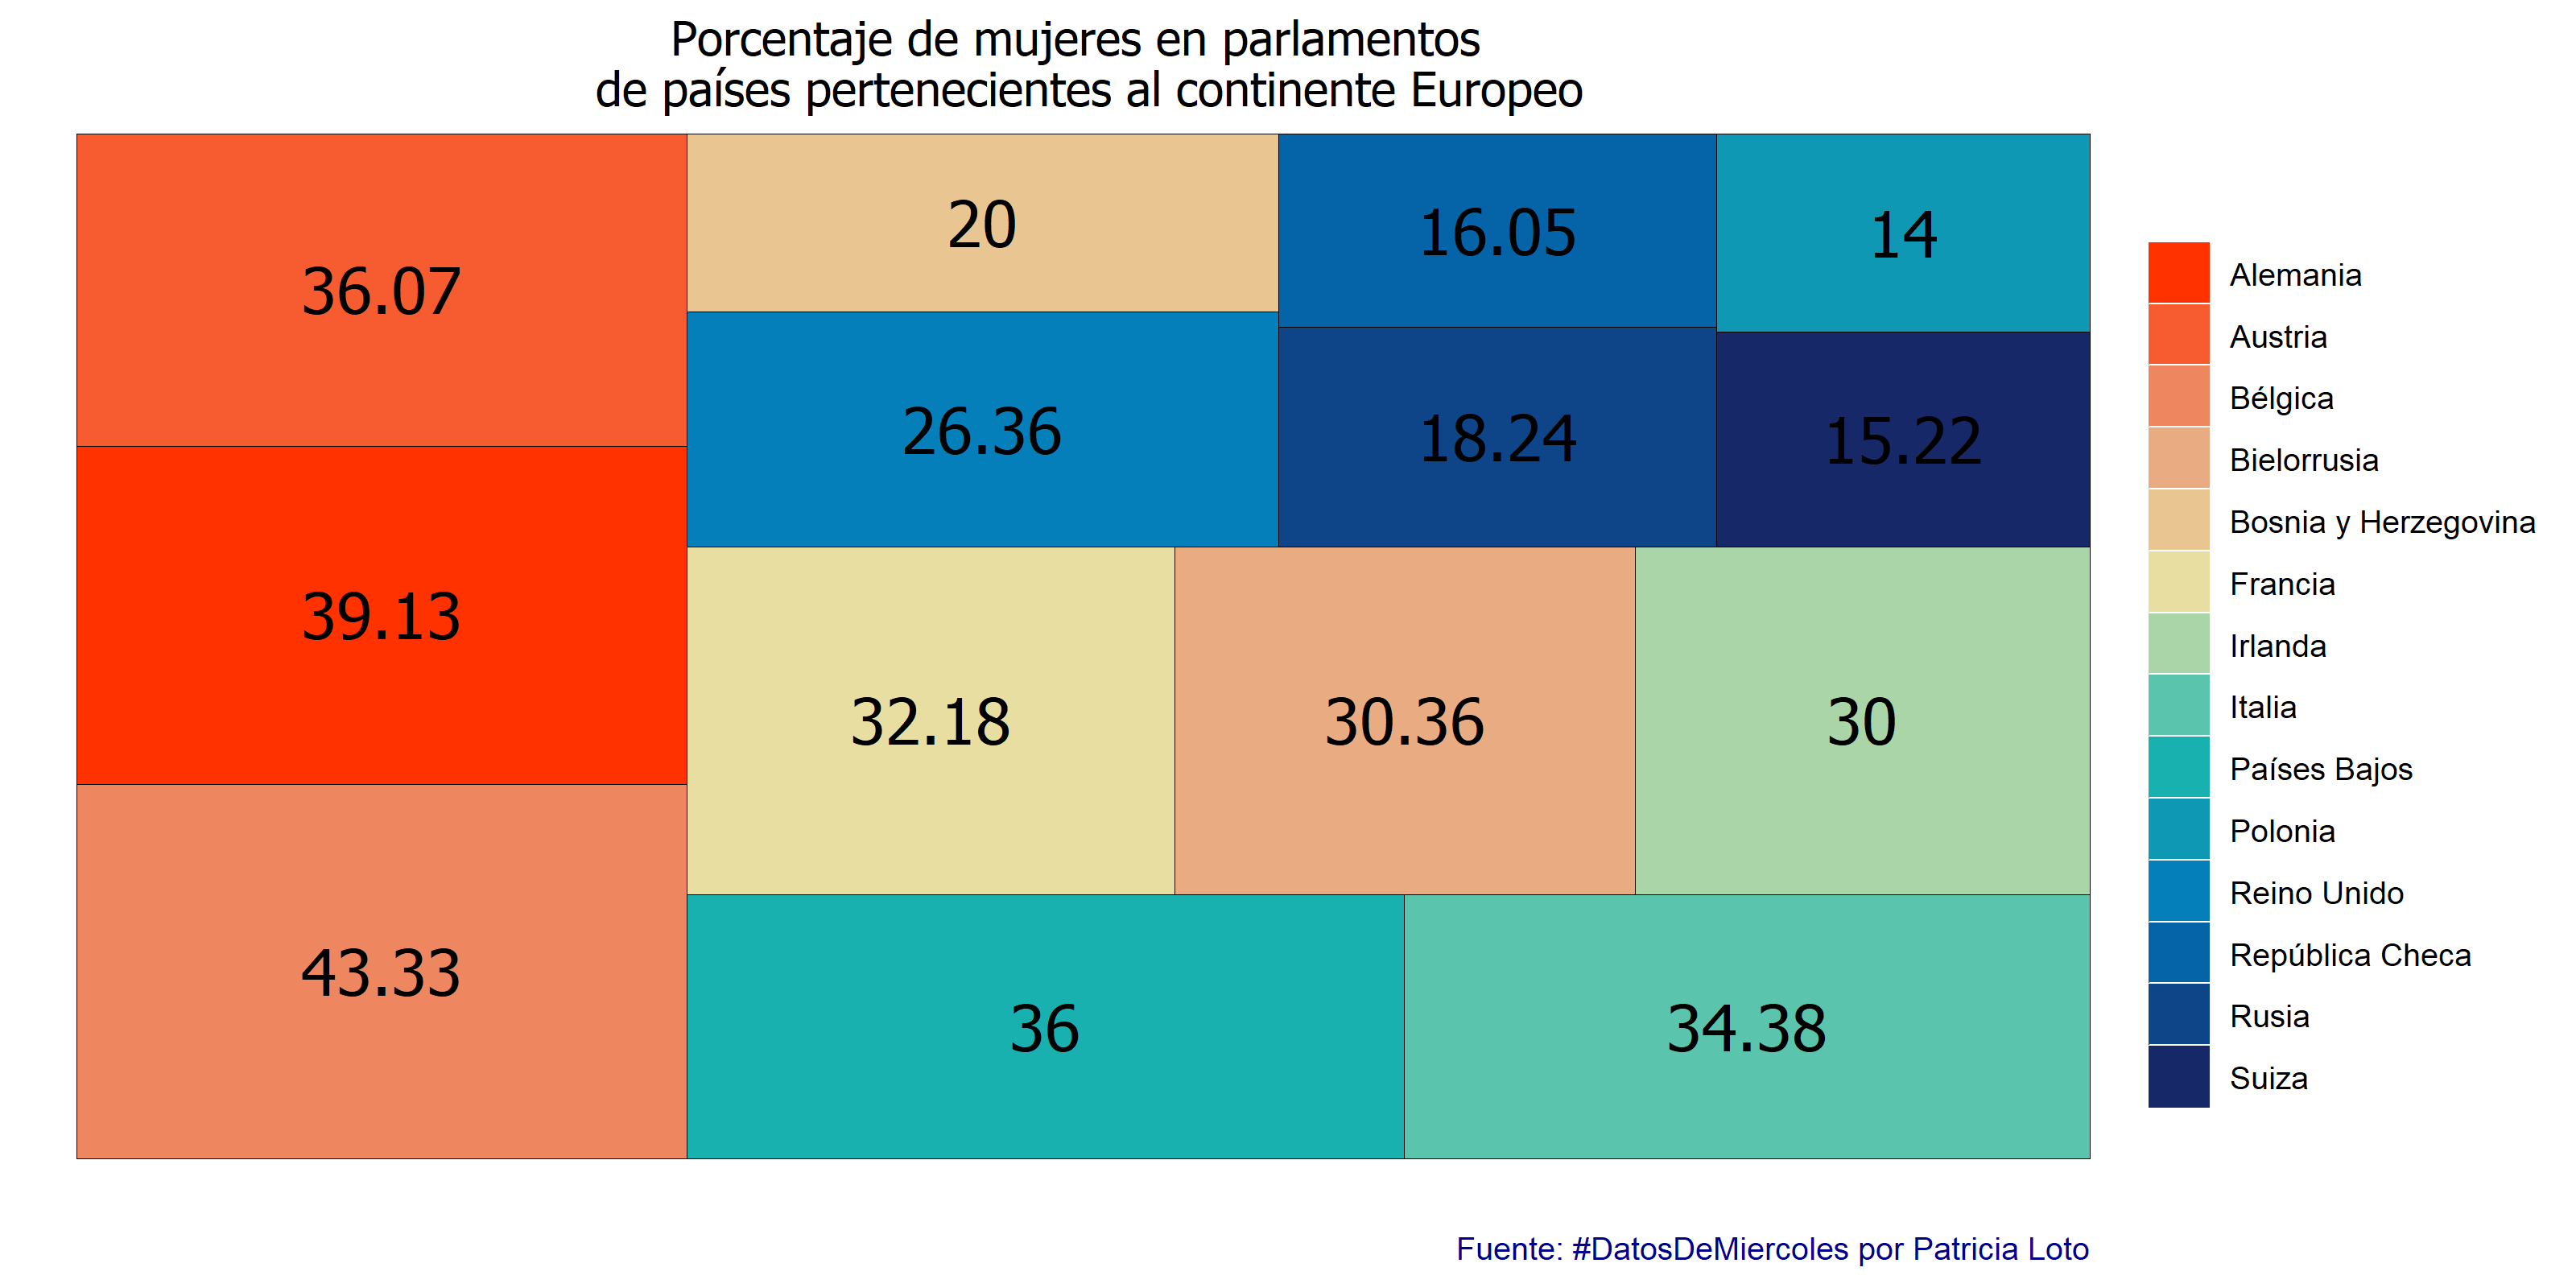 Porcentaje de mujeres en parlamentos
de países pertenecientes al continente Europeo
36.07
20
16.05
14
26.36
18.24
15.22
39.13
32.18
30.36
30
43.33
36
34.38
Alemania
Austria
Bélgica
Bielorrusia
Bosnia y Herzegovina
Francia
Irlanda
Italia
Países Bajos
Polonia
Reino Unido
República Checa
Rusia
Suiza
Fuente: #DatosDeMiercoles por Patricia Loto